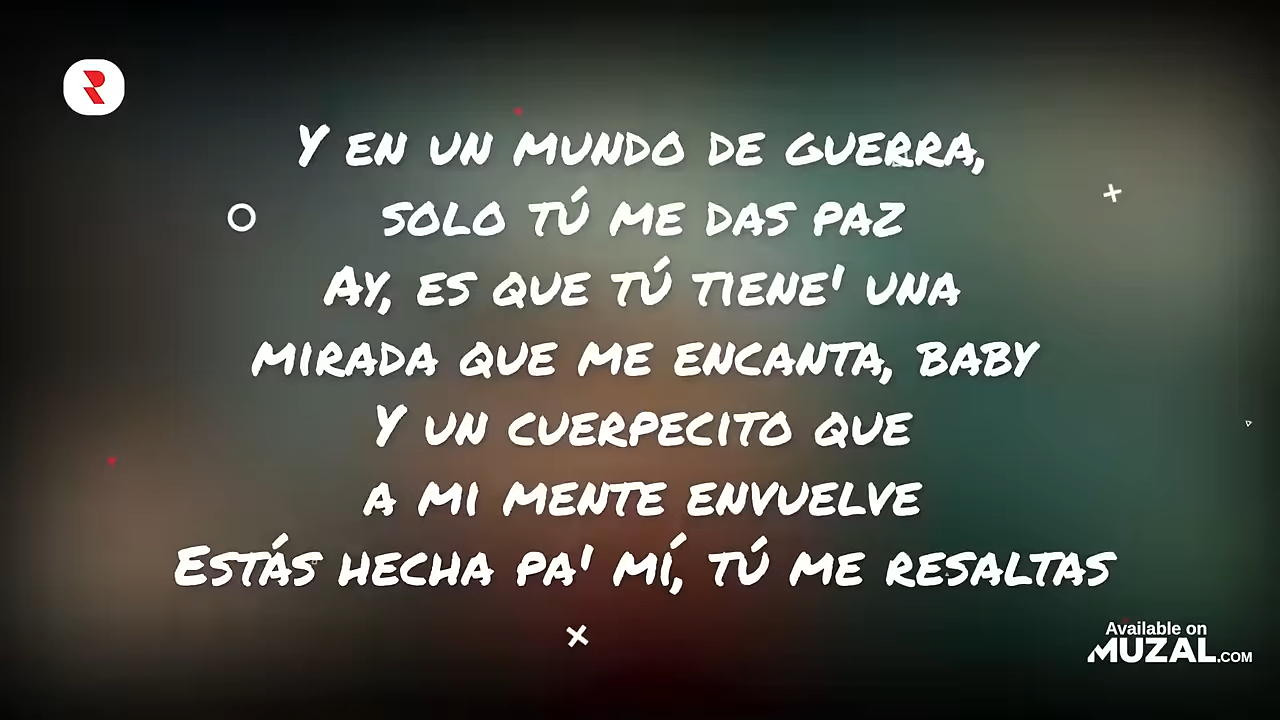 Y en un mundo de guerra,
solo tú me das paz
Ay, es que tú tiene' una
mirada que me encanta, baby
Y un cuerpecito que
a mi mente envuelve
Estás hecha pa' mí, tú me resaltas
Available on
MUZAL.COM